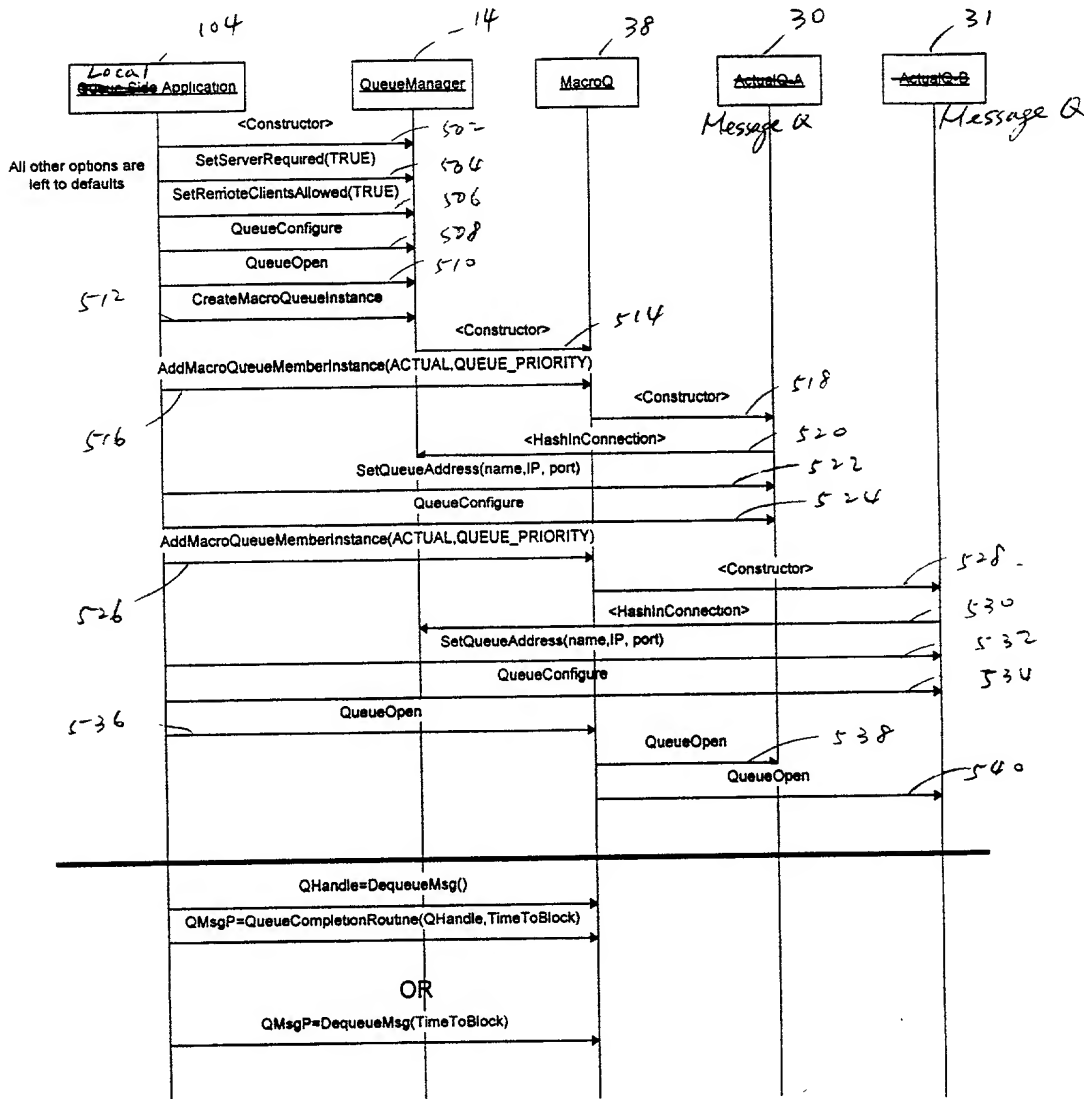 104
14
38
30
31
Local
Queue Side Application
QueueManager
MacroQ
ActualQ-A
ActualQ-B
Message Q
Message Q
<Constructor>
502
All other options are
left to defaults
SetServerRequired(TRUE)
504
SetRemoteClientsAllowed(TRUE)
506
QueueConfigure
508
QueueOpen
510
512
CreateMacroQueueInstance
<Constructor>
514
AddMacroQueueMemberInstance(ACTUAL,QUEUE_PRIORITY)
516
<Constructor>
518
<HashInConnection>
520
SetQueueAddress(name,IP, port)
522
QueueConfigure
524
AddMacroQueueMemberInstance(ACTUAL,QUEUE_PRIORITY)
526
<Constructor>
528
<HashInConnection>
530
SetQueueAddress(name,IP, port)
532
QueueConfigure
534
536
QueueOpen
QueueOpen
538
QueueOpen
540
QHandle=DequeueMsg()
QMsgP=QueueCompletionRoutine(QHandle,TimeToBlock)
OR
QMsgP=DequeueMsg(TimeToBlock)